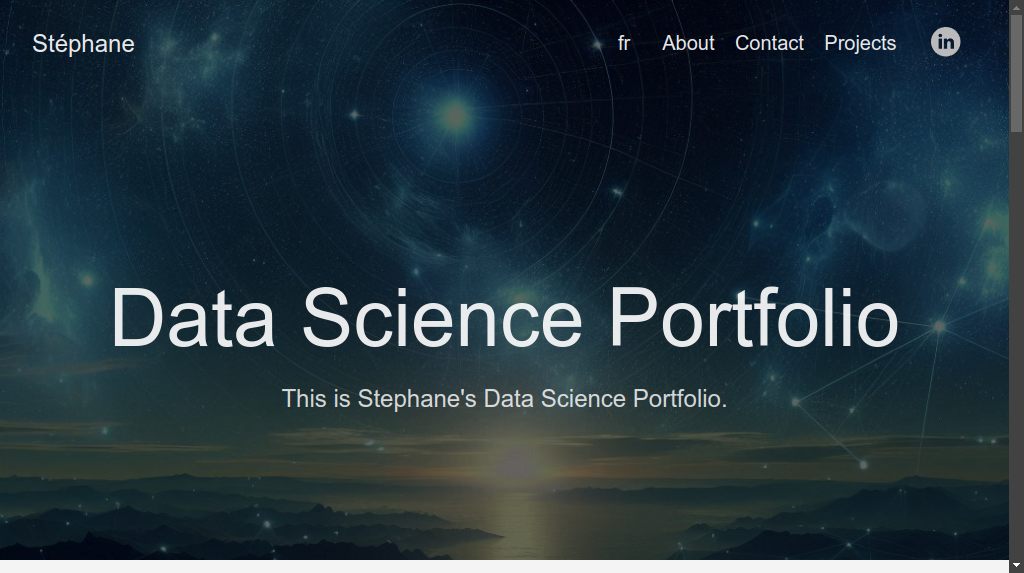 Stéphane
fr
About
Contact
Projects
in
Data Science Portfolio
This is Stephane's Data Science Portfolio.